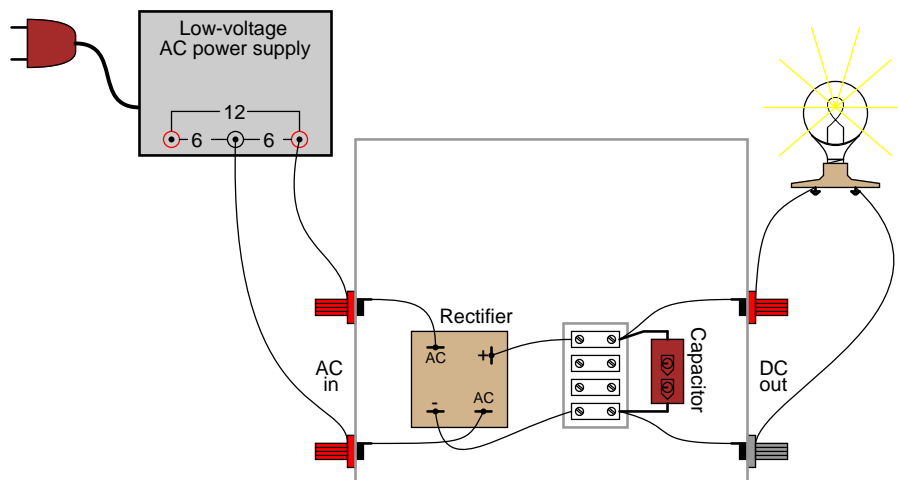 Low-voltage
AC power supply
12
6 6
Rectifier
AC
+
- AC
Capacitor
AC
in
DC
out